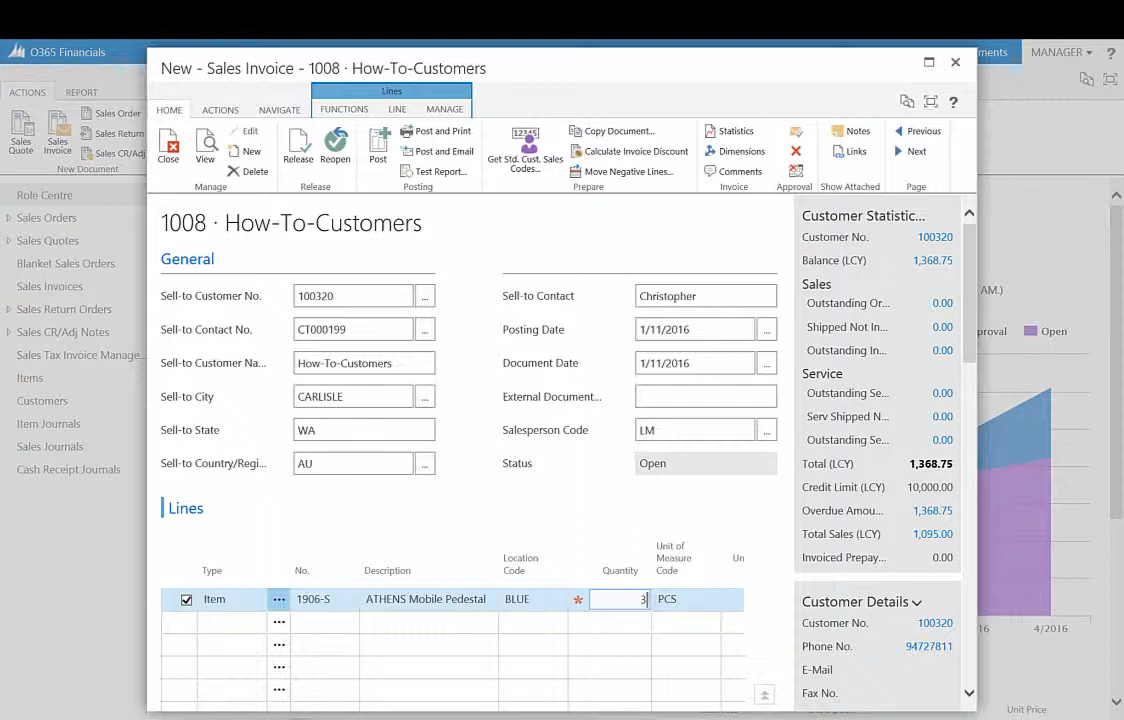 O365 Financials
ments
MANAGER
?
ACTIONS
REPORT
Sales Quote
Sales Invoice
Sales Order
Sales Return
Sales CR/Adj
New Document
Role Centre
Sales Orders
Sales Quotes
Blanket Sales Orders
Sales Invoices
Sales Return Orders
Sales CR/Adj Notes
Sales Tax Invoice Manage...
Items
Customers
Item Journals
Sales Journals
Cash Receipt Journals
New - Sales Invoice - 1008 · How-To-Customers
Lines
HOME
ACTIONS
NAVIGATE
FUNCTIONS
LINE
MANAGE
?
Close
View
Edit
New
Delete
Manage
Release
Reopen
Release
Post
Post and Print
Post and Email
Test Report...
Posting
12345
Get Std. Cust. Sales Codes...
Copy Document...
Calculate Invoice Discount
Move Negative Lines...
Prepare
Statistics
Dimensions
Comments
Invoice
Approval
Notes
Links
Show Attached
Previous
Next
Page
1008 · How-To-Customers
General
Sell-to Customer No.
100320
...
Sell-to Contact No.
CT000199
...
Sell-to Customer Na...
How-To-Customers
Sell-to City
CARLISLE
...
Sell-to State
WA
Sell-to Country/Regi...
AU
...
Sell-to Contact
Christopher
Posting Date
1/11/2016
...
Document Date
1/11/2016
...
External Document...
Salesperson Code
LM
...
Status
Open
Lines
Type
No.
Description
Location Code
Quantity
Unit of Measure Code
Un
Item
...
1906-S
ATHENS Mobile Pedestal
BLUE
*
3
PCS
...
...
...
...
Customer Statistic...
Customer No. 100320
Balance (LCY) 1,368.75
Sales
Outstanding Or... 0.00
Shipped Not In... 0.00
Outstanding In... 0.00
Service
Outstanding Se... 0.00
Serv Shipped N... 0.00
Outstanding Se... 0.00
Total (LCY) 1,368.75
Credit Limit (LCY) 10,000.00
Overdue Amou... 1,368.75
Total Sales (LCY) 1,095.00
Invoiced Prepay... 0.00
Customer Details
Customer No. 100320
Phone No. 94727811
E-Mail
Fax No.
AM.)
proval
Open
16
4/2016
Unit Price